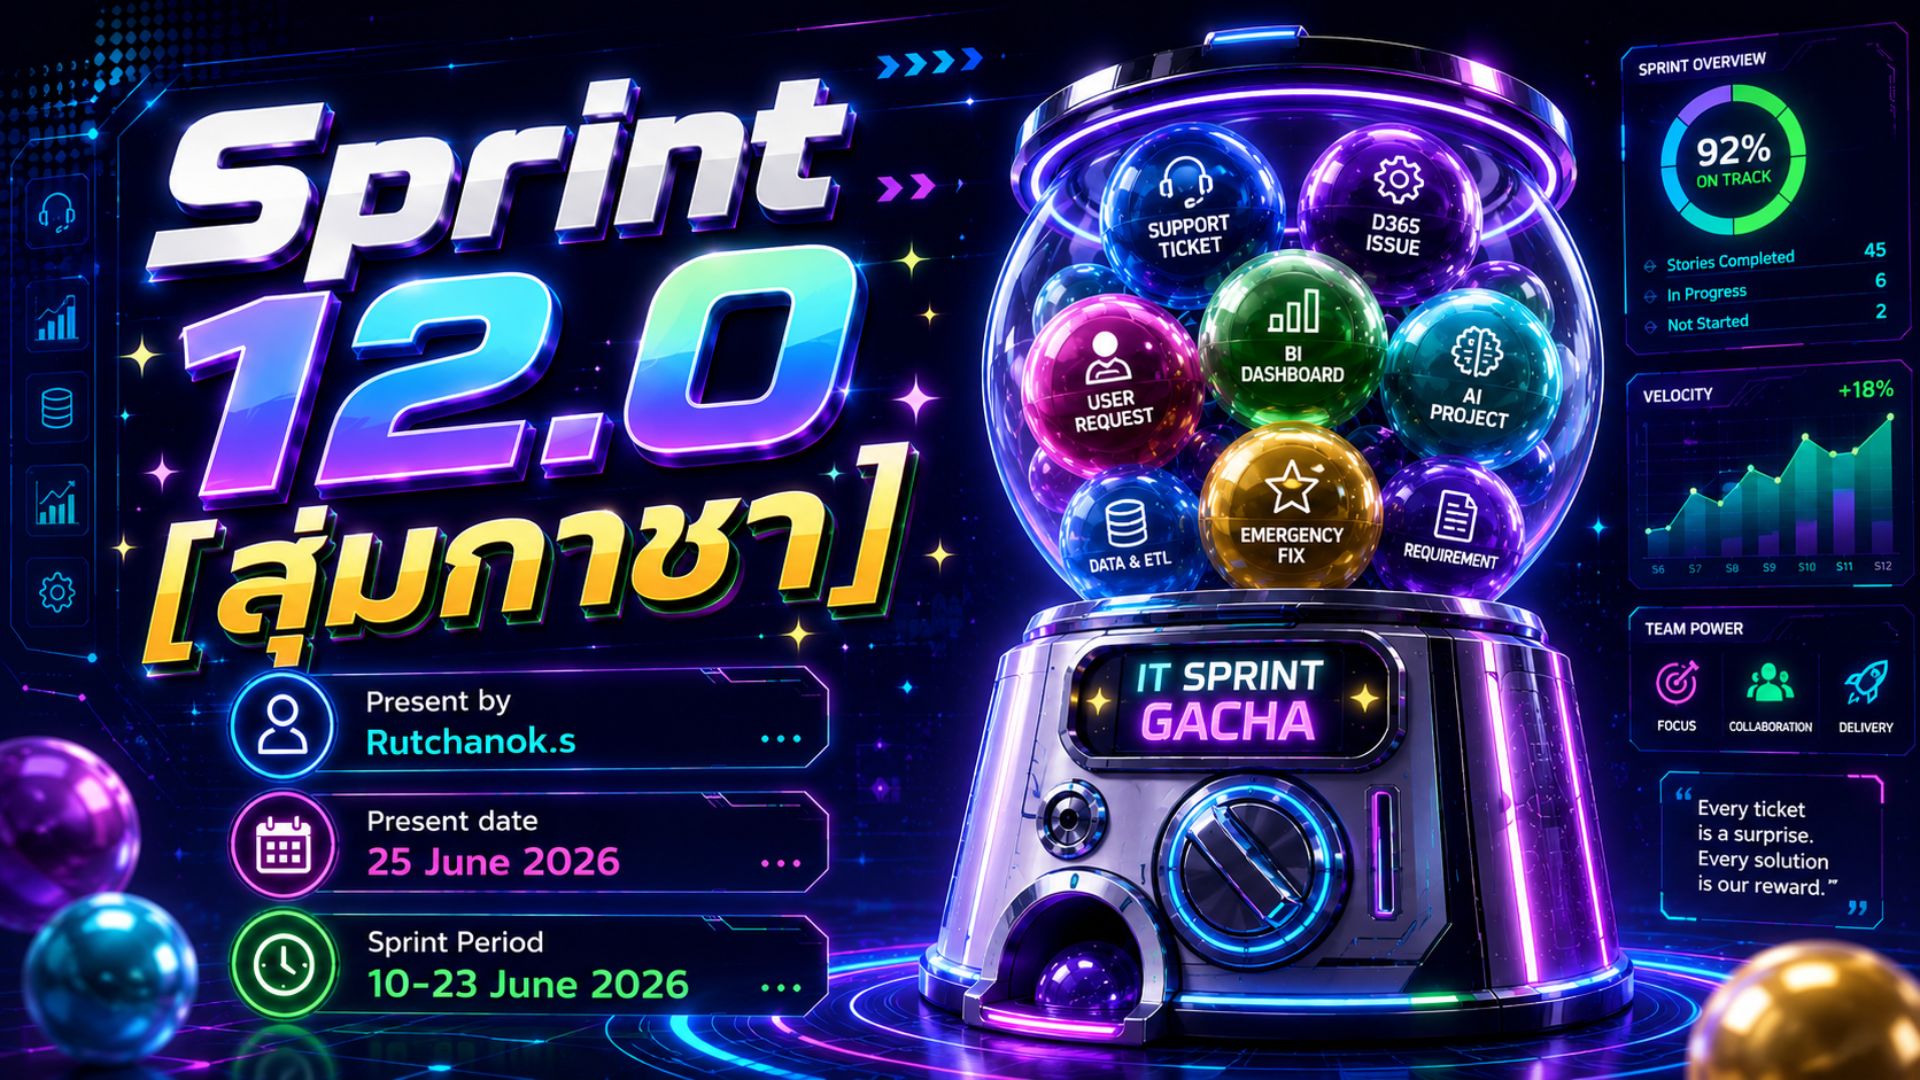 Sprint
12.0
[สุ่มกาชา]
Present by
Rutchanok.s
Present date
25 June 2026
Sprint Period
10-23 June 2026
SUPPORT
TICKET
D365
ISSUE
USER
REQUEST
BI
DASHBOARD
AI
PROJECT
DATA & ETL
EMERGENCY
FIX
REQUIREMENT
IT SPRINT
GACHA
SPRINT OVERVIEW
92%
ON TRACK
Stories Completed 45
In Progress 6
Not Started 2
VELOCITY +18%
S6 S7 S8 S9 S10 S11 S12
TEAM POWER
FOCUS COLLABORATION DELIVERY
“ Every ticket
is a surprise.
Every solution
is our reward.” ”